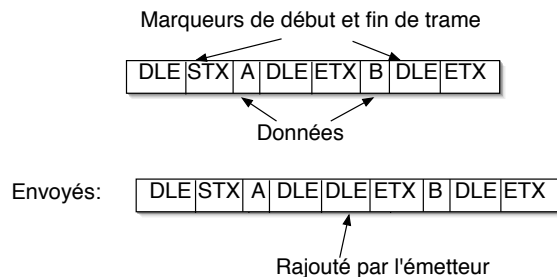 Marqueurs de début et fin de trame
DLE STX A DLE ETX B DLE ETX
Données
Envoyés: DLE STX A DLE DLE ETX B DLE ETX
Rajouté par l'émetteur